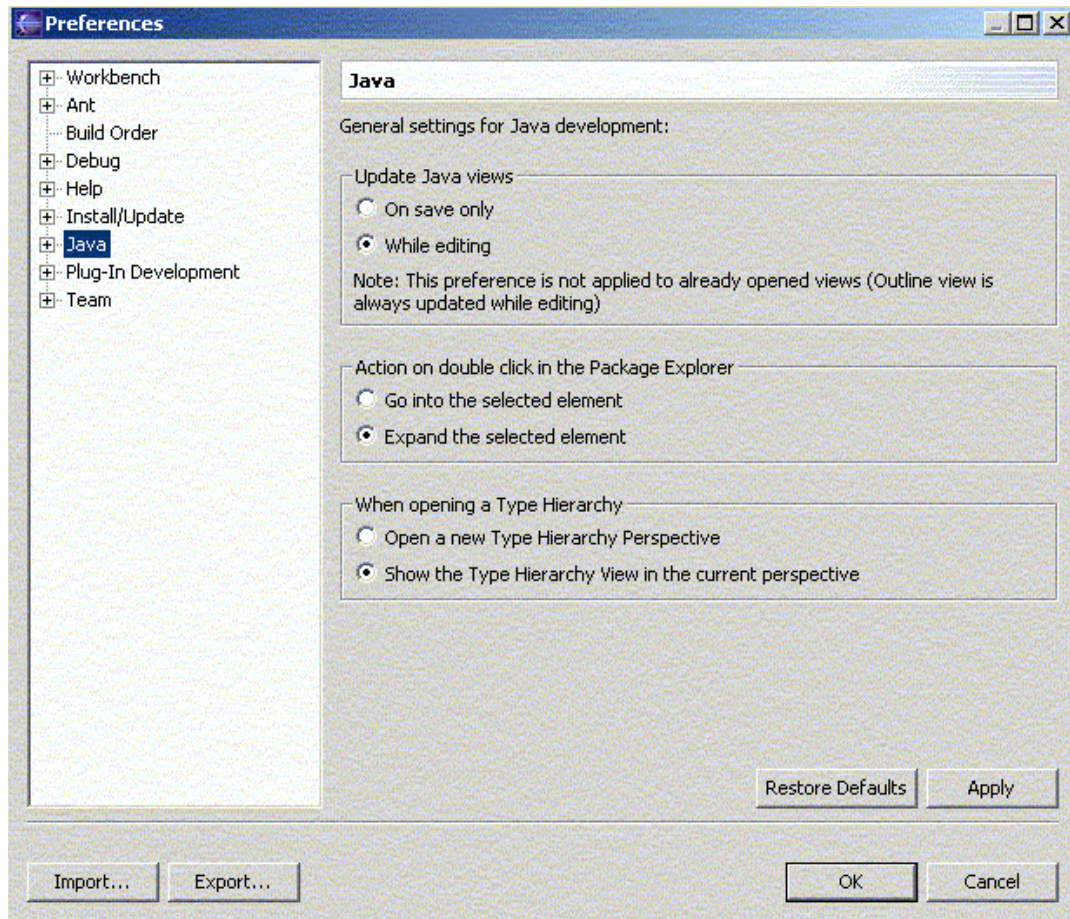 Preferences
Workbench
Ant
Build Order
Debug
Help
Install/Update
Java
Plug-In Development
Team
Java
General settings for Java development:
Update Java views
On save only
While editing
Note: This preference is not applied to already opened views (Outline view is
always updated while editing)
Action on double click in the Package Explorer
Go into the selected element
Expand the selected element
When opening a Type Hierarchy
Open a new Type Hierarchy Perspective
Show the Type Hierarchy View in the current perspective
Restore Defaults
Apply
Import...
Export...
OK
Cancel